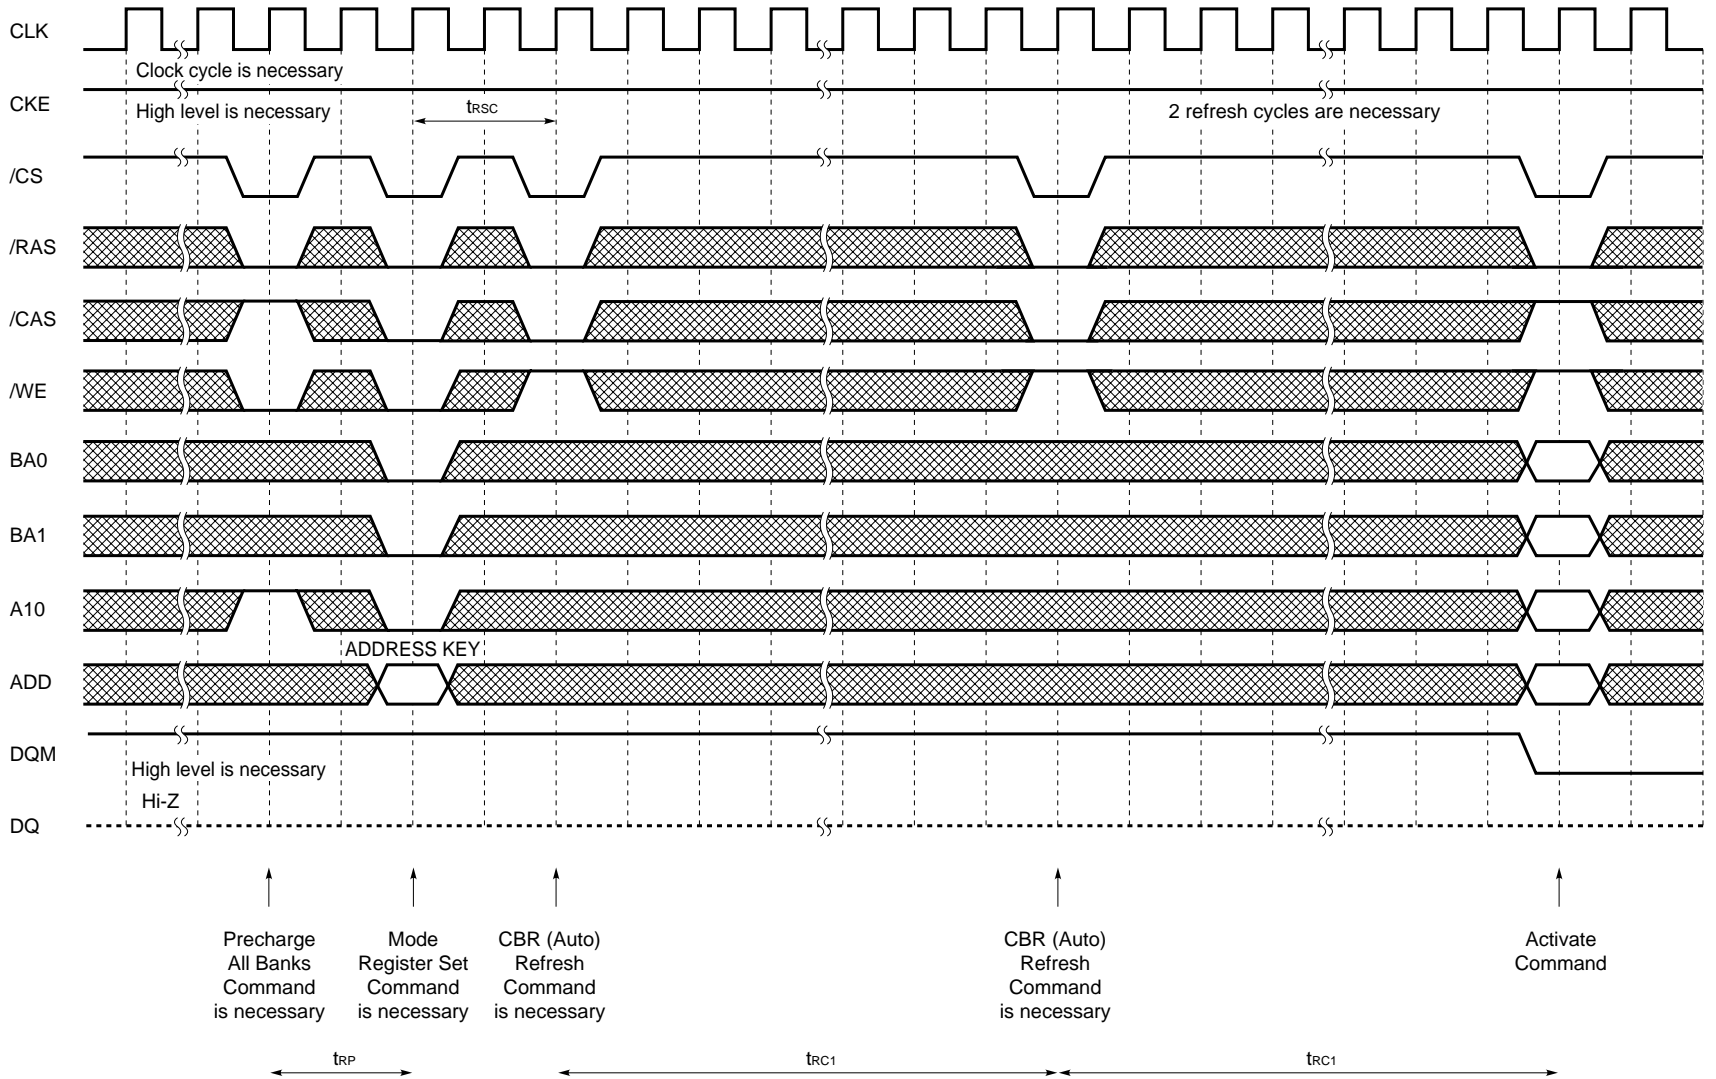 CLK
Clock cycle is necessary
CKE
High level is necessary
tRSC
2 refresh cycles are necessary
/CS
/RAS
/CAS
/WE
BA0
BA1
A10
ADDRESS KEY
ADD
DQM
High level is necessary
Hi-Z
DQ
Precharge
All Banks
Command
is necessary
Mode
Register Set
Command
is necessary
CBR (Auto)
Refresh
Command
is necessary
CBR (Auto)
Refresh
Command
is necessary
Activate
Command
tRP
tRC1
tRC1